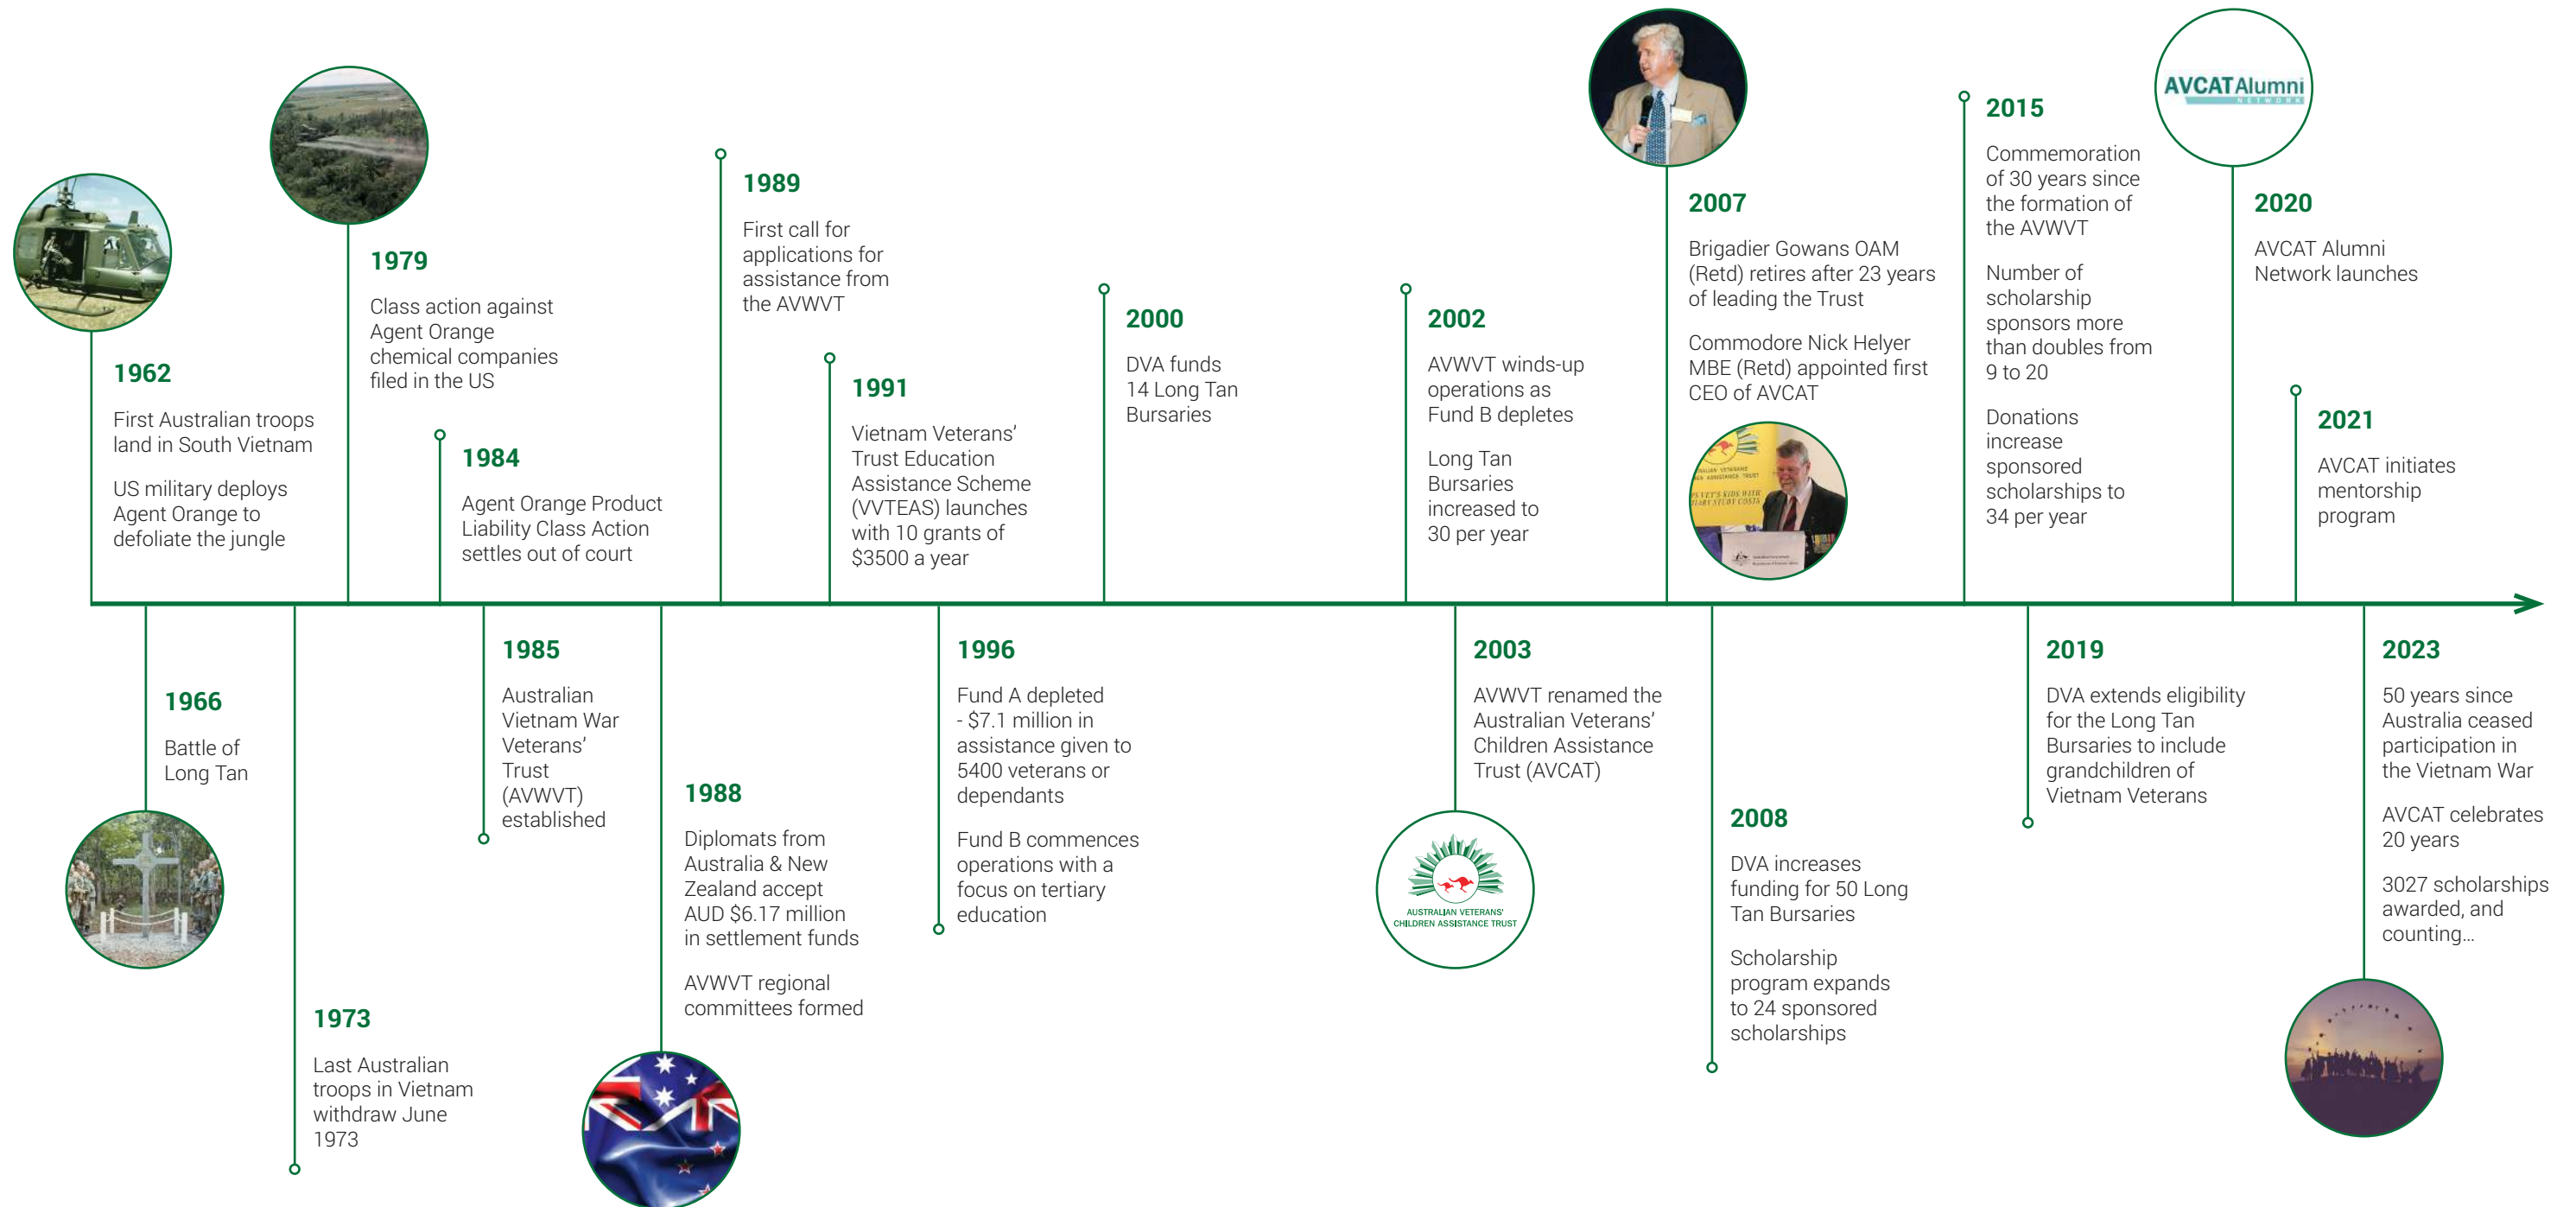 1962
First Australian troops
land in South Vietnam
US military deploys
Agent Orange to
defoliate the jungle
1966
Battle of
Long Tan
1973
Last Australian
troops in Vietnam
withdraw June
1973
1979
Class action against
Agent Orange
chemical companies
filed in the US
1984
Agent Orange Product
Liability Class Action
settles out of court
1985
Australian
Vietnam War
Veterans’
Trust
(AVWVT)
established
1988
Diplomats from
Australia & New
Zealand accept
AUD $6.17 million
in settlement funds
AVWVT regional
committees formed
1989
First call for
applications for
assistance from
the AVWVT
1991
Vietnam Veterans’
Trust Education
Assistance Scheme
(VVTEAS) launches
with 10 grants of
$3500 a year
1996
Fund A depleted
- $7.1 million in
assistance given to
5400 veterans or
dependants
Fund B commences
operations with a
focus on tertiary
education
2000
DVA funds
14 Long Tan
Bursaries
2002
AVWVT winds-up
operations as
Fund B depletes
Long Tan
Bursaries
increased to
30 per year
2003
AVWVT renamed the
Australian Veterans’
Children Assistance
Trust (AVCAT)
AUSTRALIAN VETERANS’
CHILDREN ASSISTANCE TRUST
2007
Brigadier Gowans OAM
(Retd) retires after 23 years
of leading the Trust
Commodore Nick Helyer
MBE (Retd) appointed first
CEO of AVCAT
2008
DVA increases
funding for 50 Long
Tan Bursaries
Scholarship
program expands
to 24 sponsored
scholarships
2015
Commemoration
of 30 years since
the formation of
the AVWVT
Number of
scholarship
sponsors more
than doubles from
9 to 20
Donations
increase
sponsored
scholarships to
34 per year
2019
DVA extends eligibility
for the Long Tan
Bursaries to include
grandchildren of
Vietnam Veterans
AVCAT Alumni
NETWORK
2020
AVCAT Alumni
Network launches
2021
AVCAT initiates
mentorship
program
2023
50 years since
Australia ceased
participation in
the Vietnam War
AVCAT celebrates
20 years
3027 scholarships
awarded, and
counting...